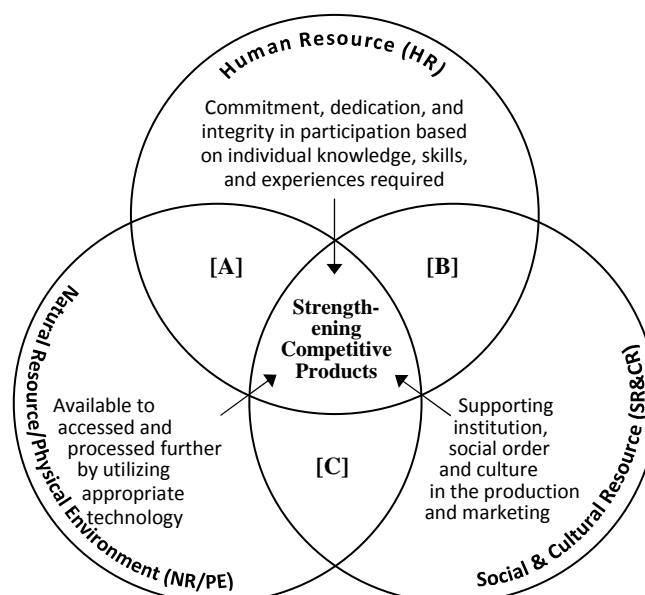 Human Resource (HR)
Commitment, dedication, and
integrity in participation based
on individual knowledge, skills,
and experiences required
[A]
[B]
Strength-
ening
Competitive
Products
Natural Resource/Physical Environment (NR/PE)
Available to
accessed and
processed further
by utilizing
appropriate
technology
[C]
Supporting
institution,
social order
and culture
in the production
and marketing
Social & Cultural Resource (SR&CR)